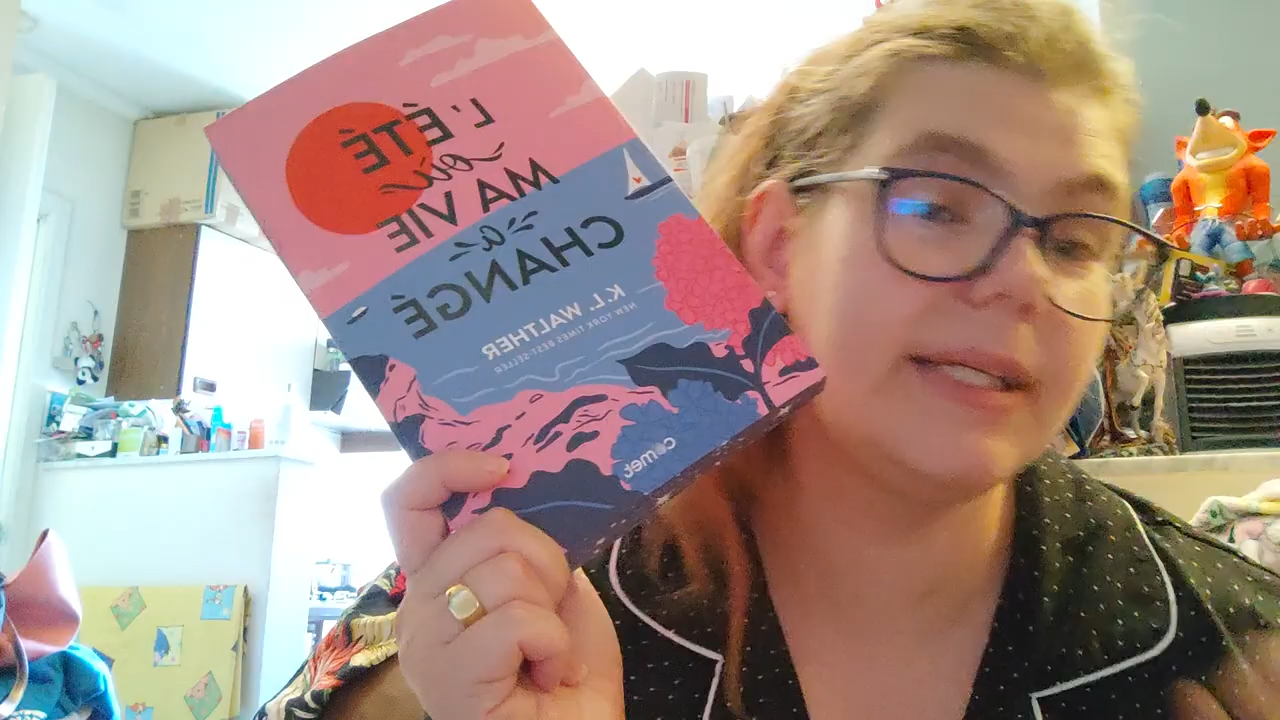 L'ÉTÉ
où
MA VIE
a
CHANGÉ
K.L. WALTHER
NEW YORK TIMES BEST-SELLER
Comet